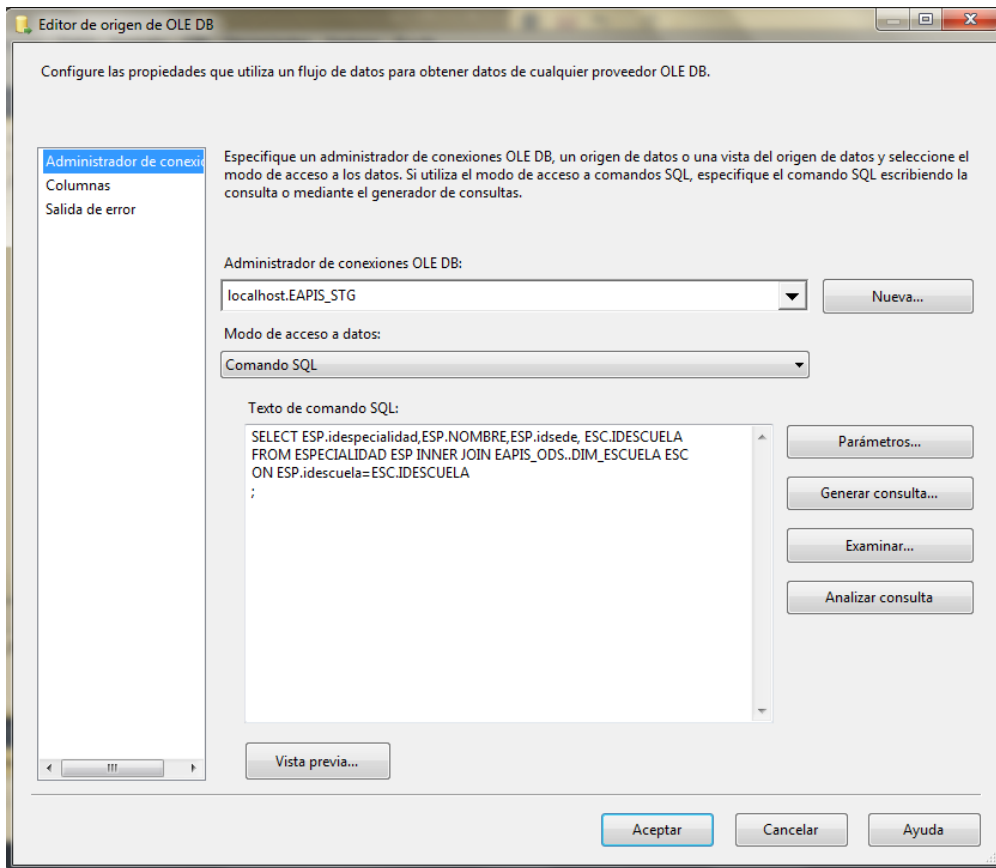 Editor de origen de OLE DB
Configure las propiedades que utiliza un flujo de datos para obtener datos de cualquier proveedor OLE DB.
Administrador de conexio
Columnas
Salida de error
Especifique un administrador de conexiones OLE DB, un origen de datos o una vista del origen de datos y seleccione el
modo de acceso a los datos. Si utiliza el modo de acceso a comandos SQL, especifique el comando SQL escribiendo la
consulta o mediante el generador de consultas.
Administrador de conexiones OLE DB:
localhost.EAPIS_STG
Nueva...
Modo de acceso a datos:
Comando SQL
Texto de comando SQL:
SELECT ESP.idespecialidad,ESP.NOMBRE,ESP.idsede, ESC.IDESCUELA
FROM ESPECIALIDAD ESP INNER JOIN EAPIS_ODS..DIM_ESCUELA ESC
ON ESP.idescuela=ESC.IDESCUELA
;
Parámetros...
Generar consulta...
Examinar...
Analizar consulta
Vista previa...
Aceptar
Cancelar
Ayuda